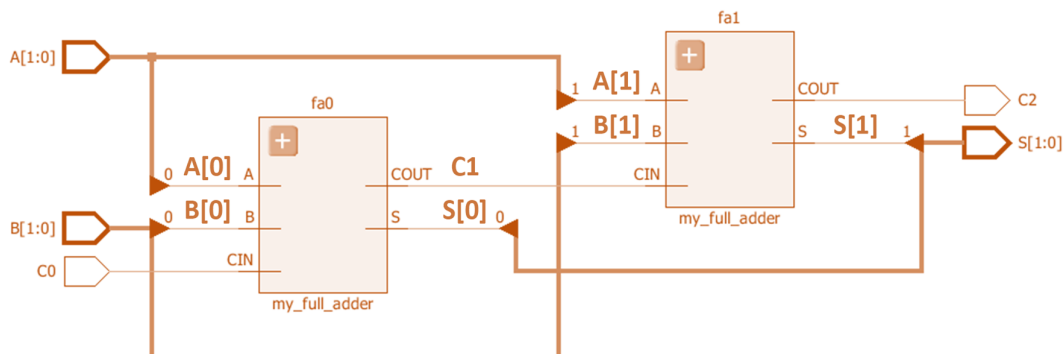 fa1
A[1:0]
1 A[1] A
COUT
C2
fa0
1 B[1] B
S S[1] 1
S[1:0]
0 A[0] A
COUT C1
CIN
0 B[0] B
S S[0] 0
my_full_adder
B[1:0]
CIN
C0
my_full_adder